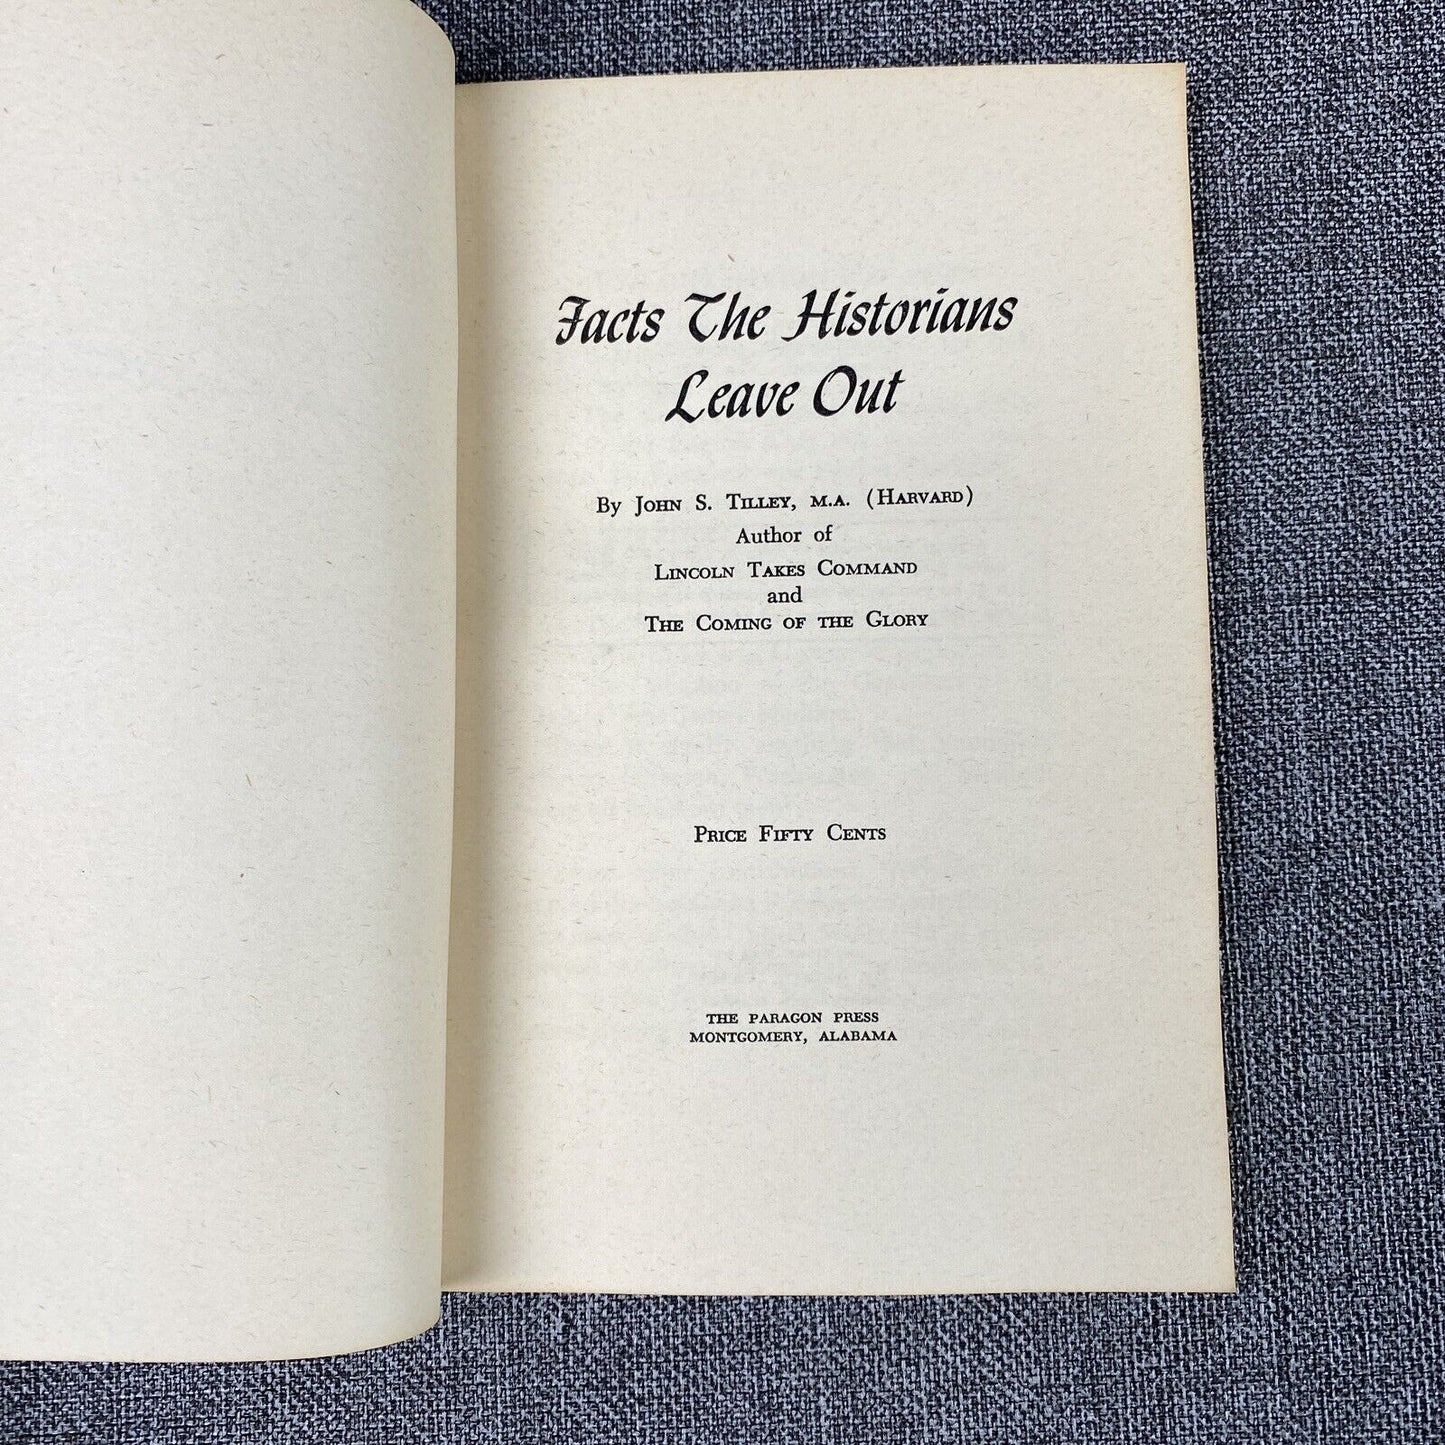 Facts The Historians
Leave Out
By John S. Tilley, M.A. (Harvard)
Author of
Lincoln Takes Command
and
The Coming of the Glory
Price Fifty Cents
THE PARAGON PRESS
MONTGOMERY, ALABAMA